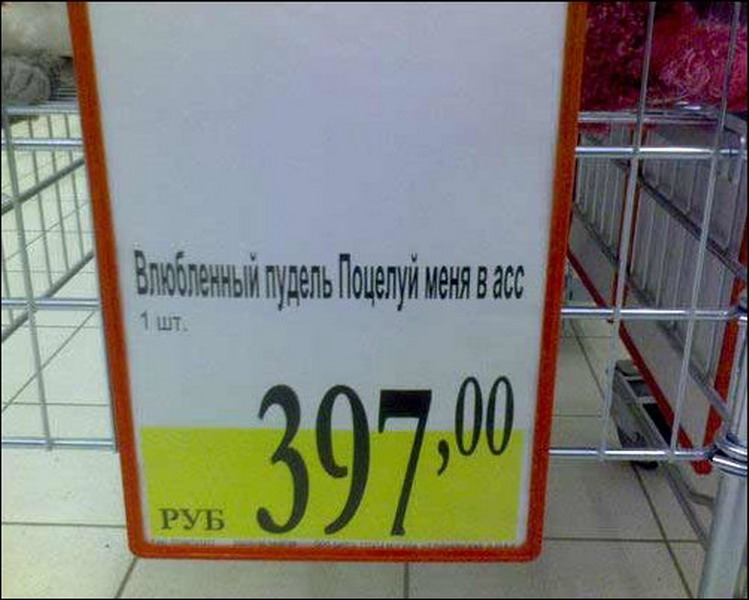 Влюбленный пудель Поцелуй меня в асс
1 шт.
397,00
РУБ